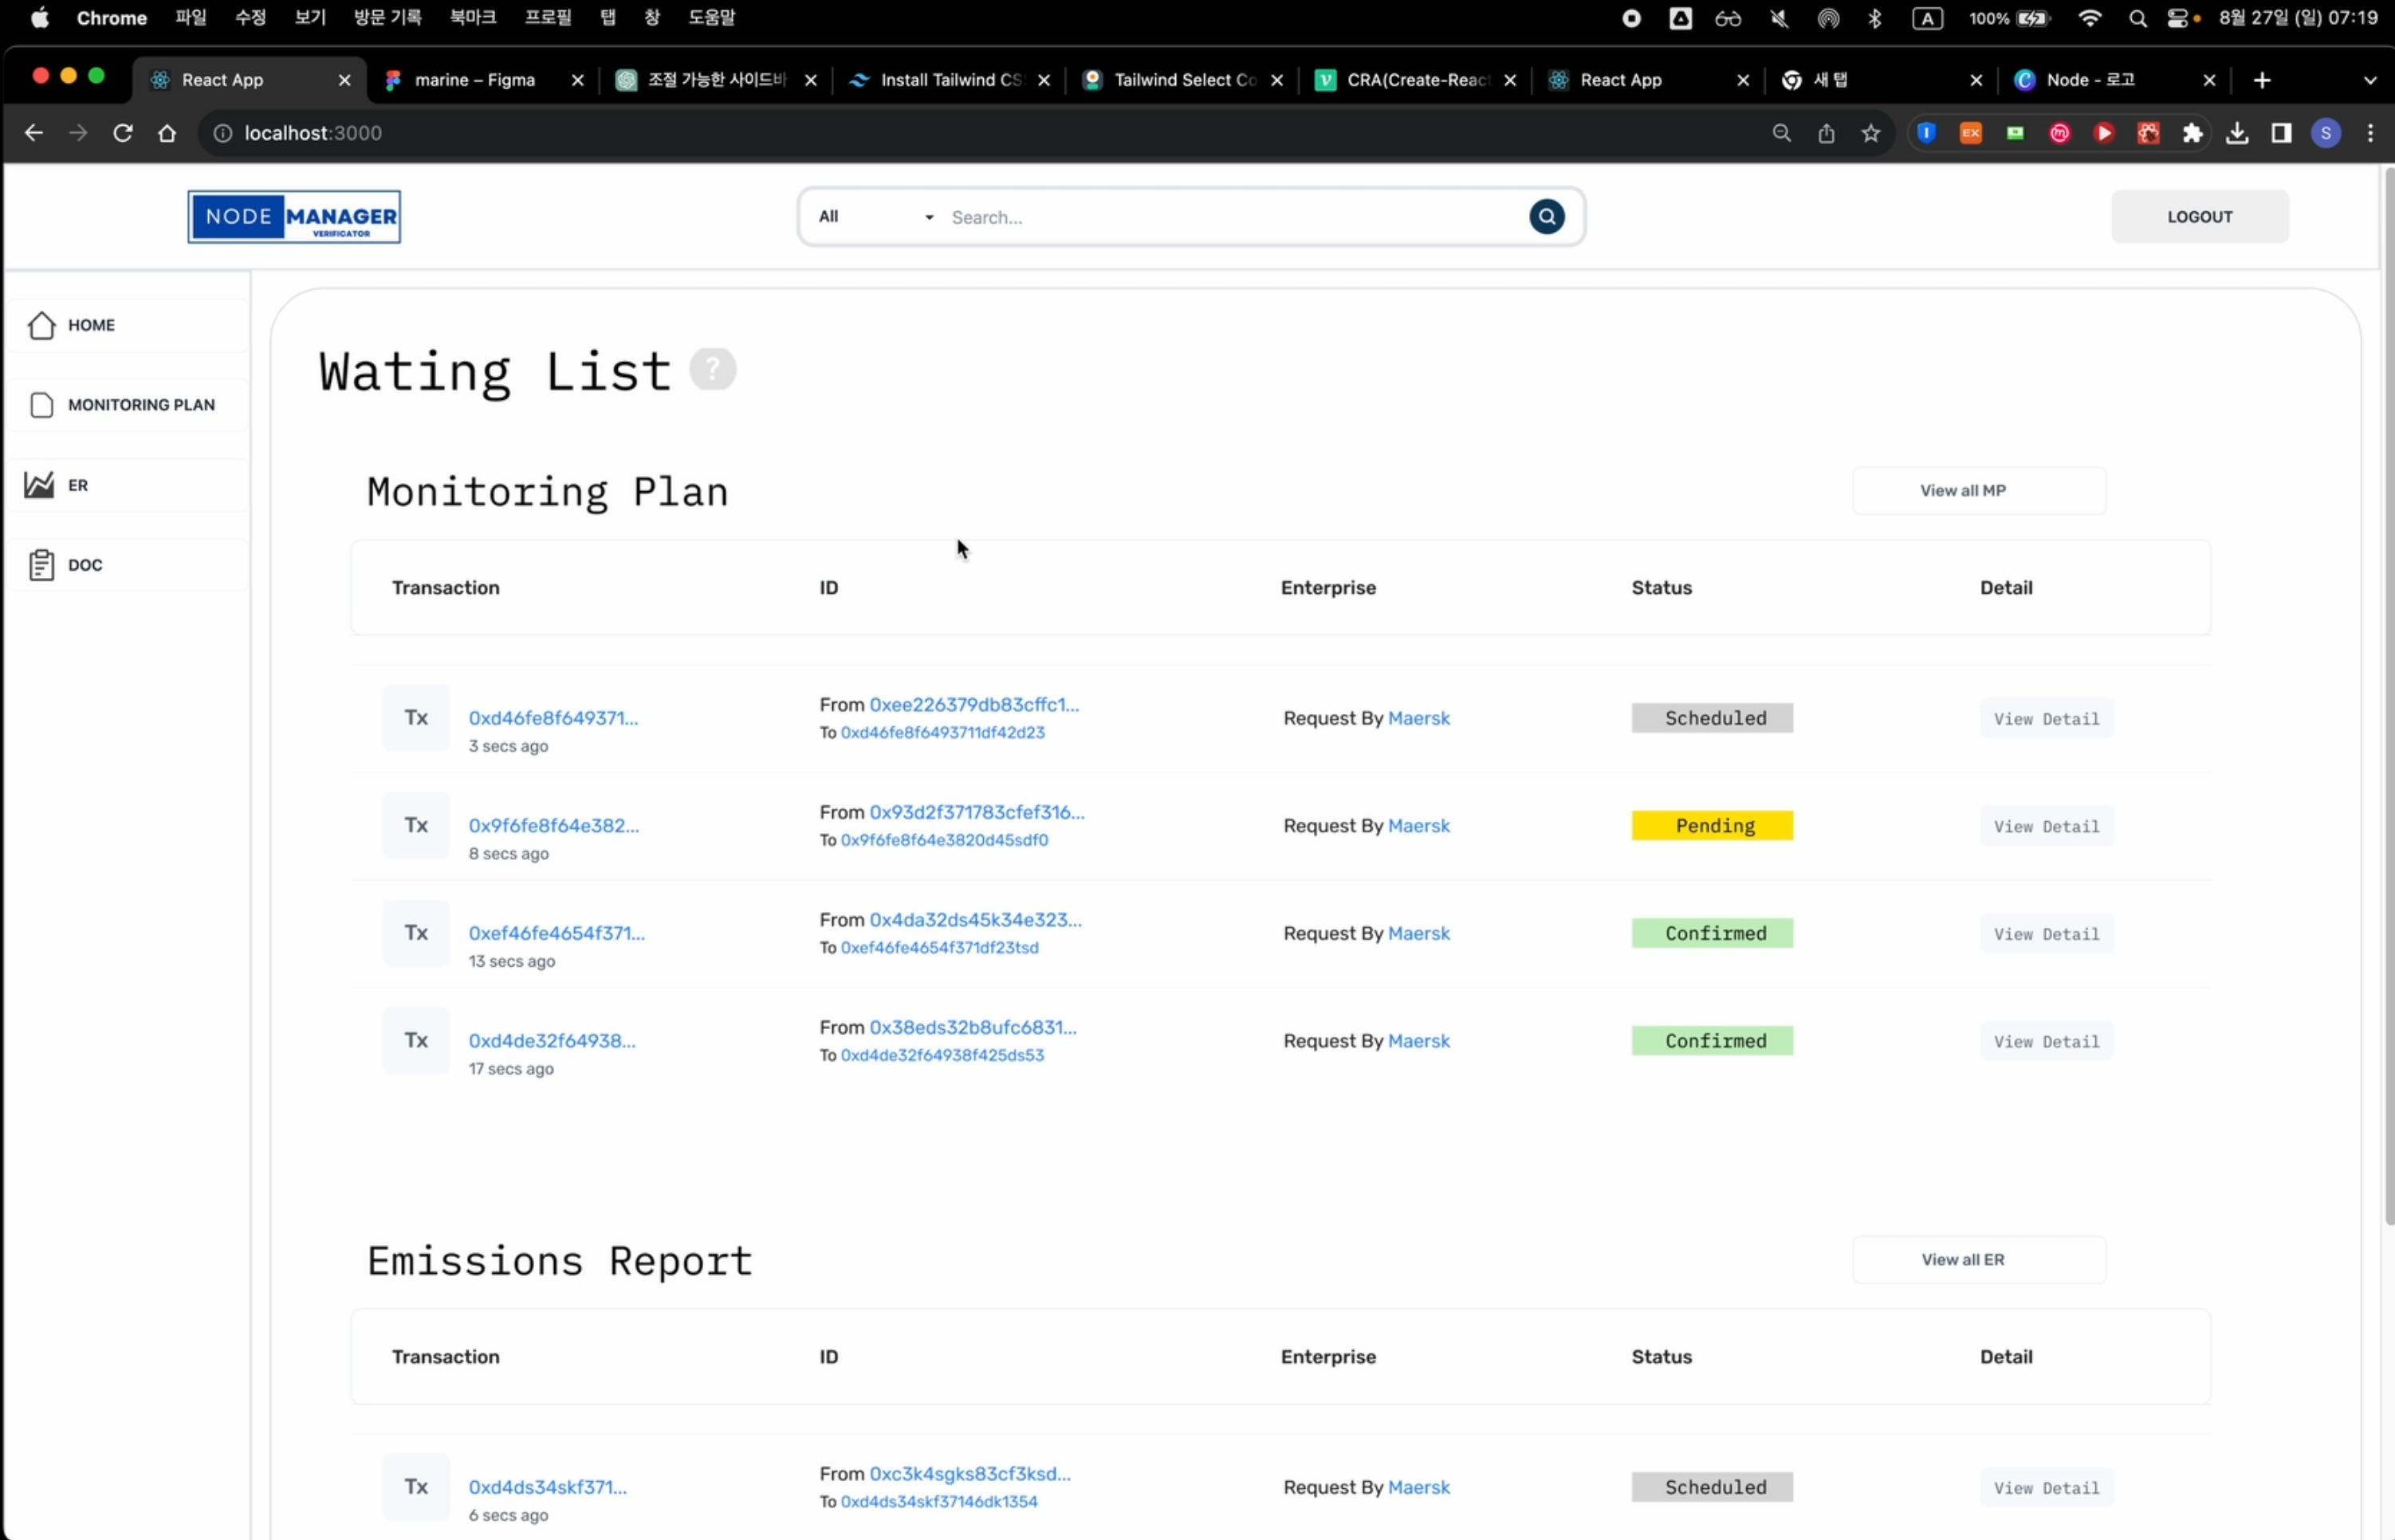 Chrome 파일 수정 보기 방문 기록 북마크 프로필 탭 창 도움말 A 100% 8월 27일 (일) 07:19
React App marine – Figma 조절 가능한 사이드바 Install Tailwind CS Tailwind Select Co CRA(Create-React React App 새 탭 Node - 로고
localhost:3000 EX S
NODE MANAGER
VERIFICATOR
All Search... LOGOUT
HOME
MONITORING PLAN
ER
DOC
Wating List ?
Monitoring Plan View all MP
Transaction ID Enterprise Status Detail
Tx 0xd46fe8f649371... From 0xee226379db83cffc1... Request By Maersk Scheduled View Detail
3 secs ago To 0xd46fe8f6493711df42d23
Tx 0x9f6fe8f64e382... From 0x93d2f371783cfef316... Request By Maersk Pending View Detail
8 secs ago To 0x9f6fe8f64e3820d45sdf0
Tx 0xef46fe4654f371... From 0x4da32ds45k34e323... Request By Maersk Confirmed View Detail
13 secs ago To 0xef46fe4654f371df23tsd
Tx 0xd4de32f64938... From 0x38eds32b8ufc6831... Request By Maersk Confirmed View Detail
17 secs ago To 0xd4de32f64938f425ds53
Emissions Report View all ER
Transaction ID Enterprise Status Detail
Tx 0xd4ds34skf371... From 0xc3k4sgks83cf3ksd... Request By Maersk Scheduled View Detail
6 secs ago To 0xd4ds34skf37146dk1354